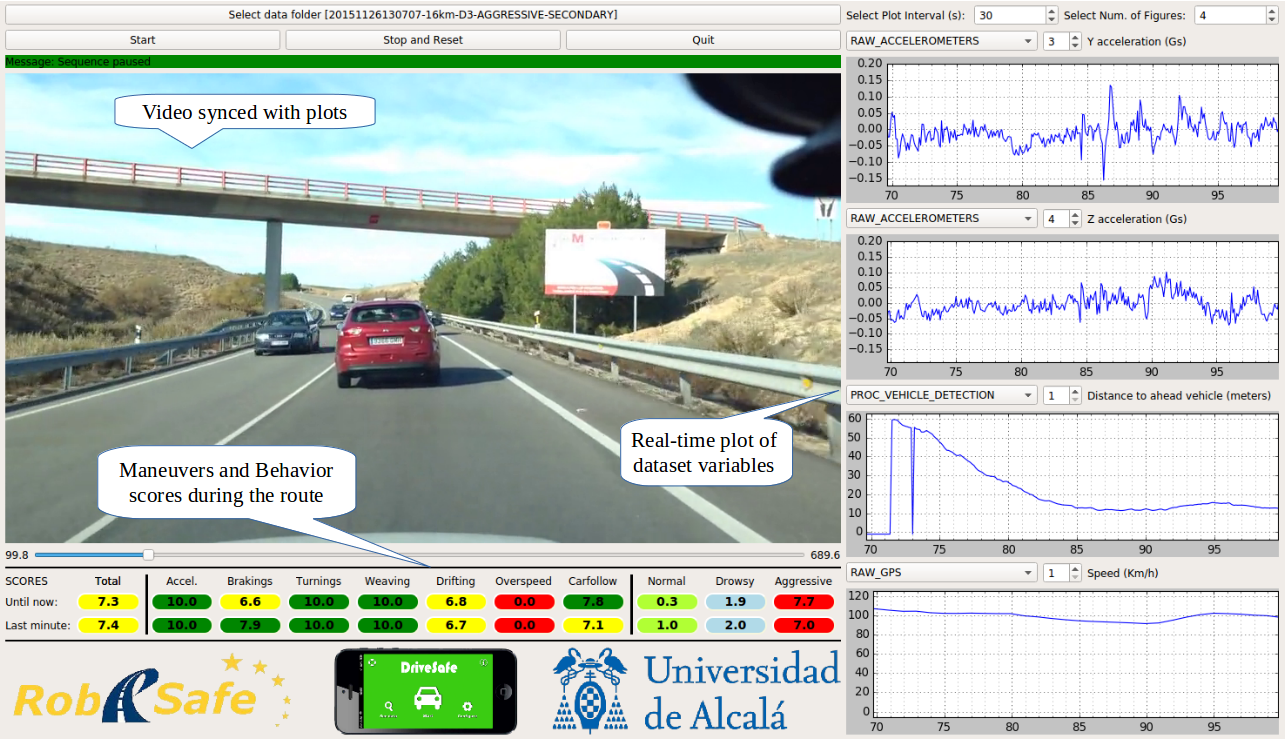 Select data folder [20151126130707-16km-D3-AGGRESSIVE-SECONDARY]
Start Stop and Reset Quit
Message: Sequence paused
Video synced with plots
M
Real-time plot of
dataset variables
Maneuvers and Behavior
scores during the route
99.8 689.6
SCORES Total Accel. Brakings Turnings Weaving Drifting Overspeed Carfollow Normal Drowsy Aggressive
Until now: 7.3 10.0 6.6 10.0 10.0 6.8 0.0 7.8 0.3 1.9 7.7
Last minute: 7.4 10.0 7.9 10.0 10.0 6.7 0.0 7.1 1.0 2.0 7.0
RobSafe
DriveSafe
Universidad
de Alcalá
Select Plot Interval (s): 30 Select Num. of Figures: 4
RAW_ACCELEROMETERS 3 Y acceleration (Gs)
0.20
0.15
0.10
0.05
0.00
−0.05
−0.10
−0.15
70 75 80 85 90 95
RAW_ACCELEROMETERS 4 Z acceleration (Gs)
0.20
0.15
0.10
0.05
0.00
−0.05
−0.10
−0.15
70 75 80 85 90 95
PROC_VEHICLE_DETECTION 1 Distance to ahead vehicle (meters)
60
50
40
30
20
10
0
70 75 80 85 90 95
RAW_GPS 1 Speed (Km/h)
120
100
80
60
40
20
0
70 75 80 85 90 95